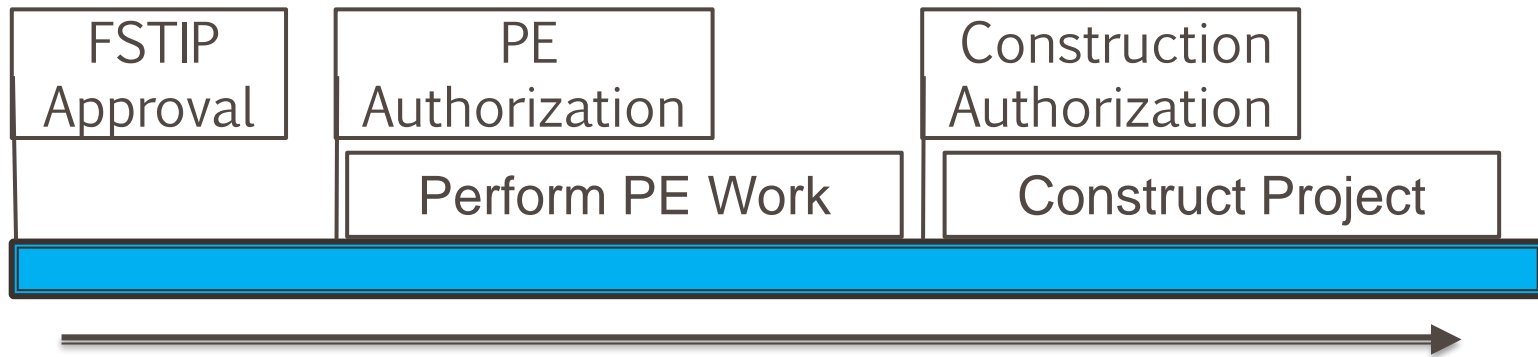 FSTIP
Approval
PE
Authorization
Construction
Authorization
Perform PE Work
Construct Project